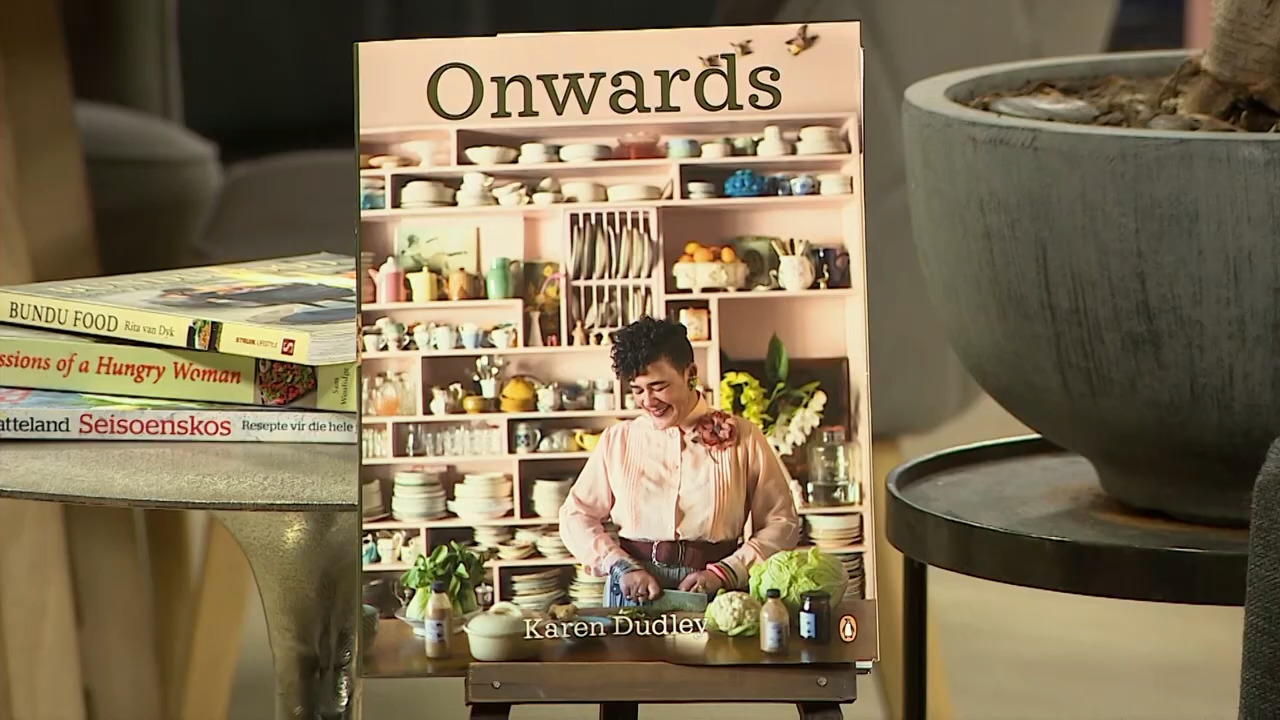 Onwards
Karen Dudley
BUNDU FOOD Rita van Dyk
STRUIK LIFESTYLE
ssions of a Hungry Woman
atteland Seisoenskos Resepte vir die hele